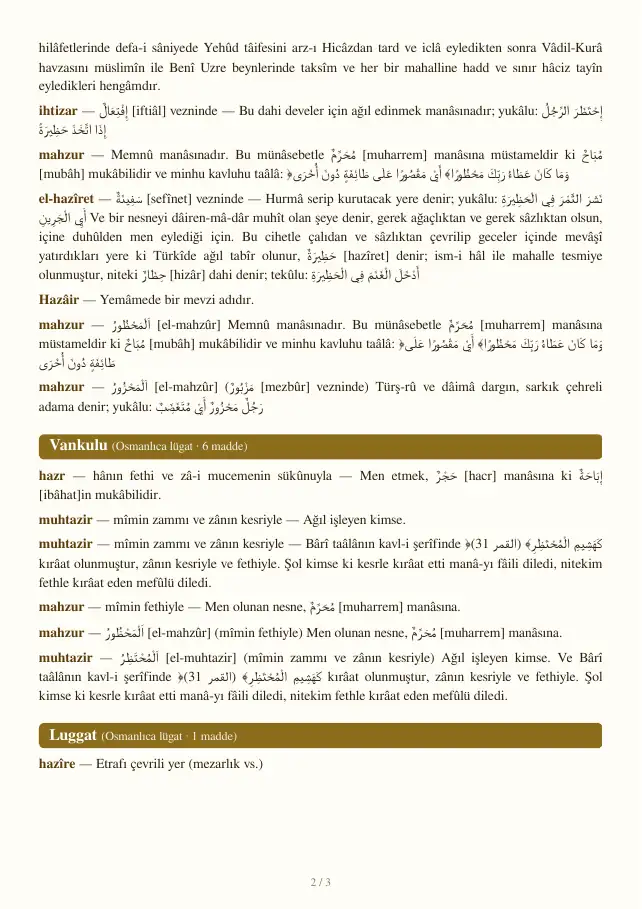 hilâfetlerinde defa-i sâniyede Yehûd tâifesini arz-ı Hicâzdan tard ve iclâ eyledikten sonra Vâdil-Kurâ
havzasını müslimîn ile Benî Uzre beynlerinde taksîm ve her bir mahalline hadd ve sınır hâciz tayîn
eyledikleri hengâmdır.
ihtizar — اِفْتِعَالٌ [iftiâl] vezninde — Bu dahi develer için ağıl edinmek manâsınadır; yukâlu: إِحْتَظَرَ الرَّجُلُ
إِذَا اتَّخَذَ حَظِيرَةً
mahzur — Memnû manâsınadır. Bu münâsebetle مُحَرَّمٌ [muharrem] manâsına müstameldir ki مُبَاحٌ
[mubâh] mukâbilidir ve minhu kavluhu taâlâ: ﴿وَمَا كَانَ عَطَاءُ رَبِّكَ مَحْظُورًا﴾ أَيْ مَقْصُورًا عَلَى طَائِفَةٍ دُونَ أُخْرَى
el-hazîret — سَفِينَةٌ [sefînet] vezninde — Hurmâ serip kurutacak yere denir; yukâlu: نَشَرَ التَّمْرَ فِي الْحَظِيرَةِ
أَيِ الْجَرِينِ Ve bir nesneyi dâiren-mâ-dâr muhît olan şeye denir, gerek ağaçlıktan ve gerek sâzlıktan olsun,
içine duhûlden men eylediği için. Bu cihetle çalıdan ve sâzlıktan çevrilip geceler içinde mevâşî
yatırdıkları yere ki Türkîde ağıl tabîr olunur, حَظِيرَةٌ [hazîret] denir; ism-i hâl ile mahalle tesmiye
olunmuştur, niteki حِظَارٌ [hizâr] dahi denir; tekûlu: أَدْخَلَ الْغَنَمَ فِي الْحَظِيرَةِ
Hazâir — Yemâmede bir mevzi adıdır.
mahzur — اَلْمَحْظُورُ [el-mahzûr] Memnû manâsınadır. Bu münâsebetle مُحَرَّمٌ [muharrem] manâsına
müstameldir ki مُبَاحٌ [mubâh] mukâbilidir ve minhu kavluhu taâlâ: ﴿وَمَا كَانَ عَطَاءُ رَبِّكَ مَحْظُورًا﴾ أَيْ مَقْصُورًا عَلَى
طَائِفَةٍ دُونَ أُخْرَى
mahzur — اَلْمَحْزُورُ [el-mahzûr] (مَزْبُورٌ [mezbûr] vezninde) Türş-rû ve dâimâ dargın, sarkık çehreli
adama denir; yukâlu: رَجُلٌ مَحْزُورٌ أَيْ مُتَغَضِّبٌ
Vankulu (Osmanlıca lügat · 6 madde)
hazr — hânın fethi ve zâ-i mucemenin sükûnuyla — Men etmek, حَجْرٌ [hacr] manâsına ki إِبَاحَةٌ
[ibâhat]in mukâbilidir.
muhtazir — mîmin zammı ve zânın kesriyle — Ağıl işleyen kimse.
muhtazir — mîmin zammı ve zânın kesriyle — Bârî taâlânın kavl-i şerîfinde ﴿كَهَشِيمِ الْمُحْتَظِرِ﴾ (القمر 31)
kırâat olunmuştur, zânın kesriyle ve fethiyle. Şol kimse ki kesrle kırâat etti manâ-yı fâili diledi, nitekim
fethle kırâat eden mefûlü diledi.
mahzur — mîmin fethiyle — Men olunan nesne, مُحَرَّمٌ [muharrem] manâsına.
mahzur — اَلْمَحْظُورُ [el-mahzûr] (mîmin fethiyle) Men olunan nesne, مُحَرَّمٌ [muharrem] manâsına.
muhtazir — اَلْمُحْتَظِرُ [el-muhtazir] (mîmin zammı ve zânın kesriyle) Ağıl işleyen kimse. Ve Bârî
taâlânın kavl-i şerîfinde ﴿كَهَشِيمِ الْمُحْتَظِرِ﴾ (القمر 31) kırâat olunmuştur, zânın kesriyle ve fethiyle. Şol
kimse ki kesrle kırâat etti manâ-yı fâili diledi, nitekim fethle kırâat eden mefûlü diledi.
Luggat (Osmanlıca lügat · 1 madde)
hazîre — Etrafı çevrili yer (mezarlık vs.)
2 / 3